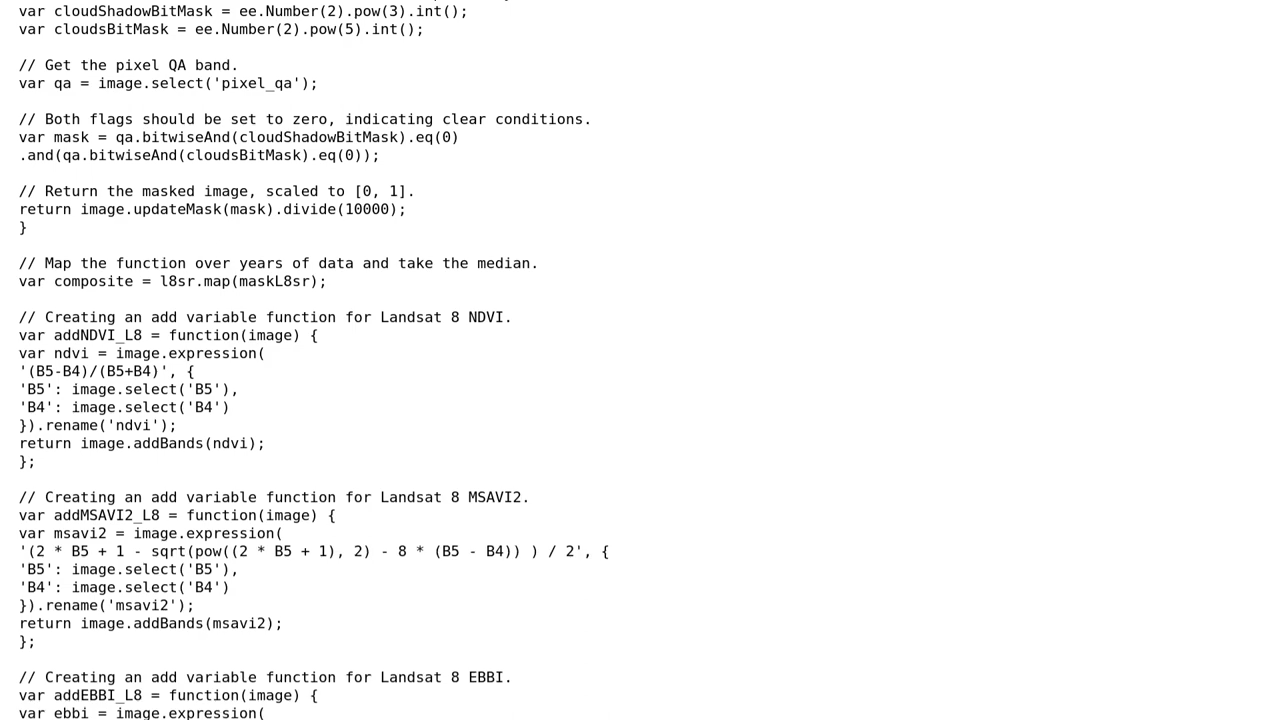 var cloudShadowBitMask = ee.Number(2).pow(3).int();
var cloudsBitMask = ee.Number(2).pow(5).int();

// Get the pixel QA band.
var qa = image.select('pixel_qa');

// Both flags should be set to zero, indicating clear conditions.
var mask = qa.bitwiseAnd(cloudShadowBitMask).eq(0)
.and(qa.bitwiseAnd(cloudsBitMask).eq(0));

// Return the masked image, scaled to [0, 1].
return image.updateMask(mask).divide(10000);
}

// Map the function over years of data and take the median.
var composite = l8sr.map(maskL8sr);

// Creating an add variable function for Landsat 8 NDVI.
var addNDVI_L8 = function(image) {
var ndvi = image.expression(
'(B5-B4)/(B5+B4)', {
'B5': image.select('B5'),
'B4': image.select('B4')
}).rename('ndvi');
return image.addBands(ndvi);
};

// Creating an add variable function for Landsat 8 MSAVI2.
var addMSAVI2_L8 = function(image) {
var msavi2 = image.expression(
'(2 * B5 + 1 - sqrt(pow((2 * B5 + 1), 2) - 8 * (B5 - B4)) ) / 2', {
'B5': image.select('B5'),
'B4': image.select('B4')
}).rename('msavi2');
return image.addBands(msavi2);
};

// Creating an add variable function for Landsat 8 EBBI.
var addEBBI_L8 = function(image) {
var ebbi = image.expression(